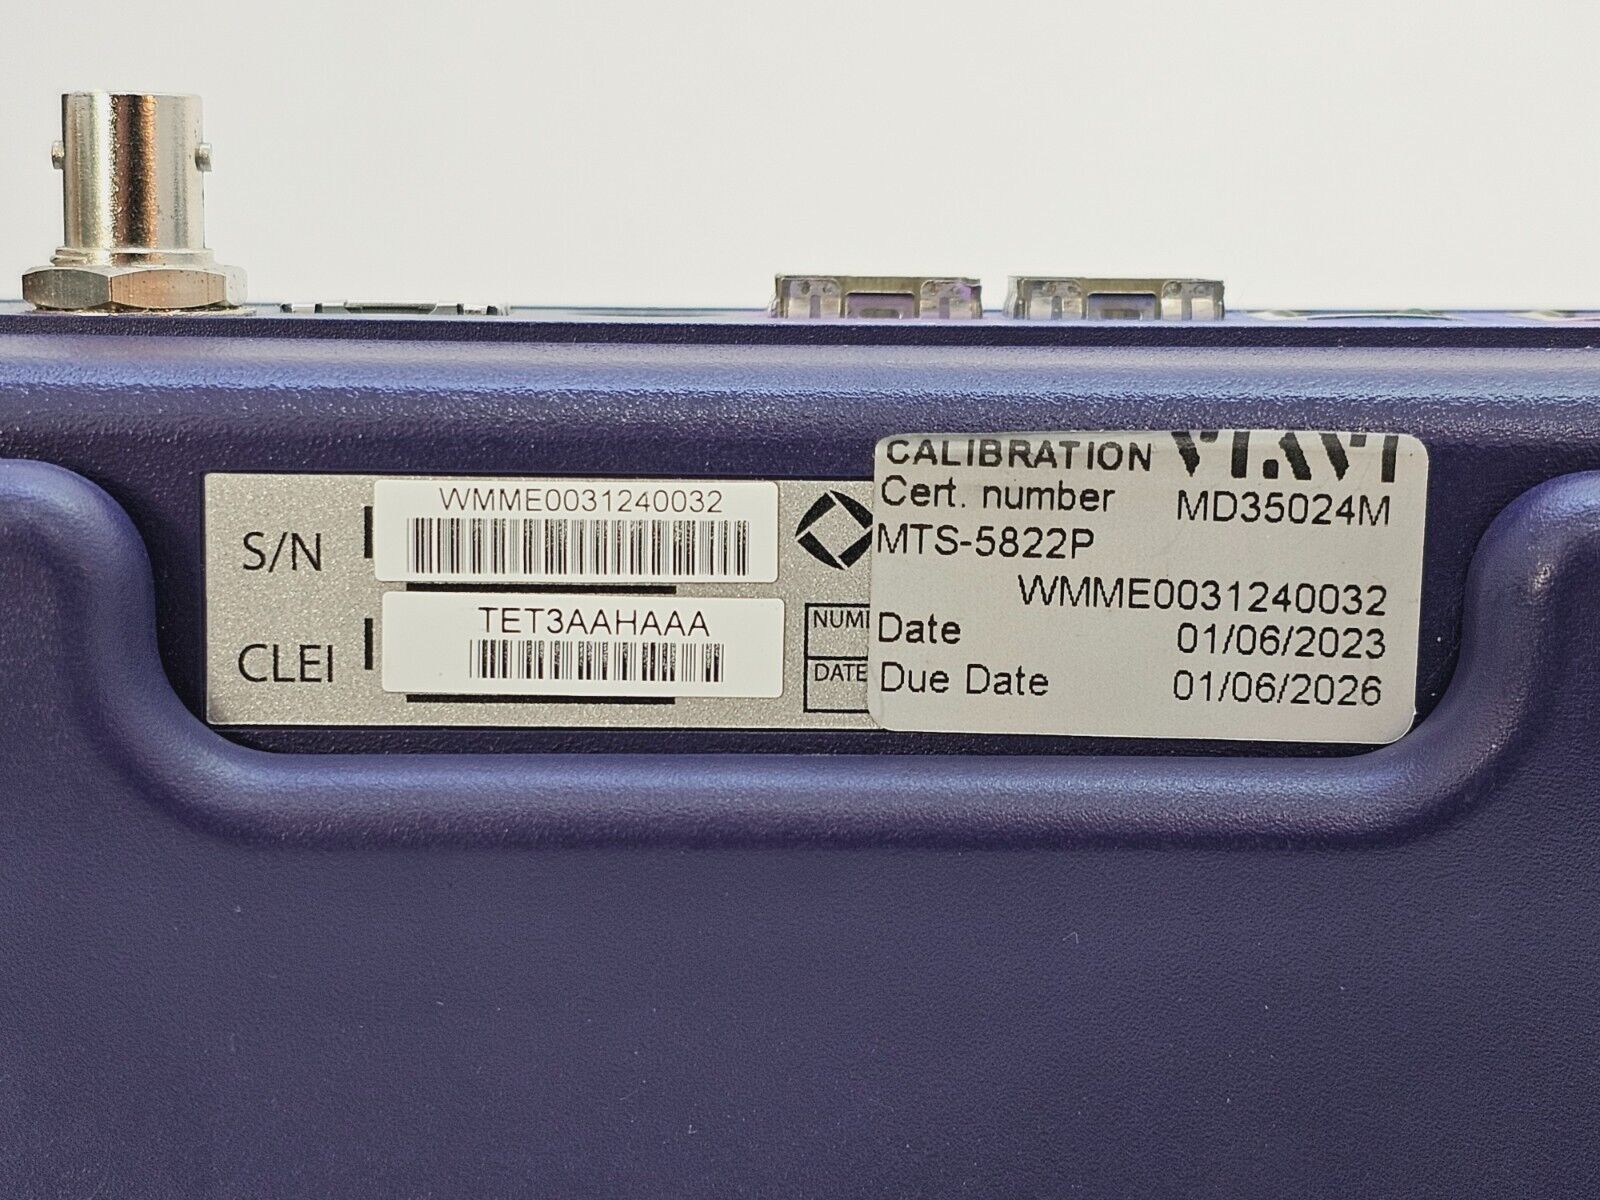 S/N
WMME0031240032
CLEI
TET3AAHAAA
DATE
CALIBRATION VIAVI
Cert. number MD35024M
MTS-5822P
WMME0031240032
Date 01/06/2023
Due Date 01/06/2026